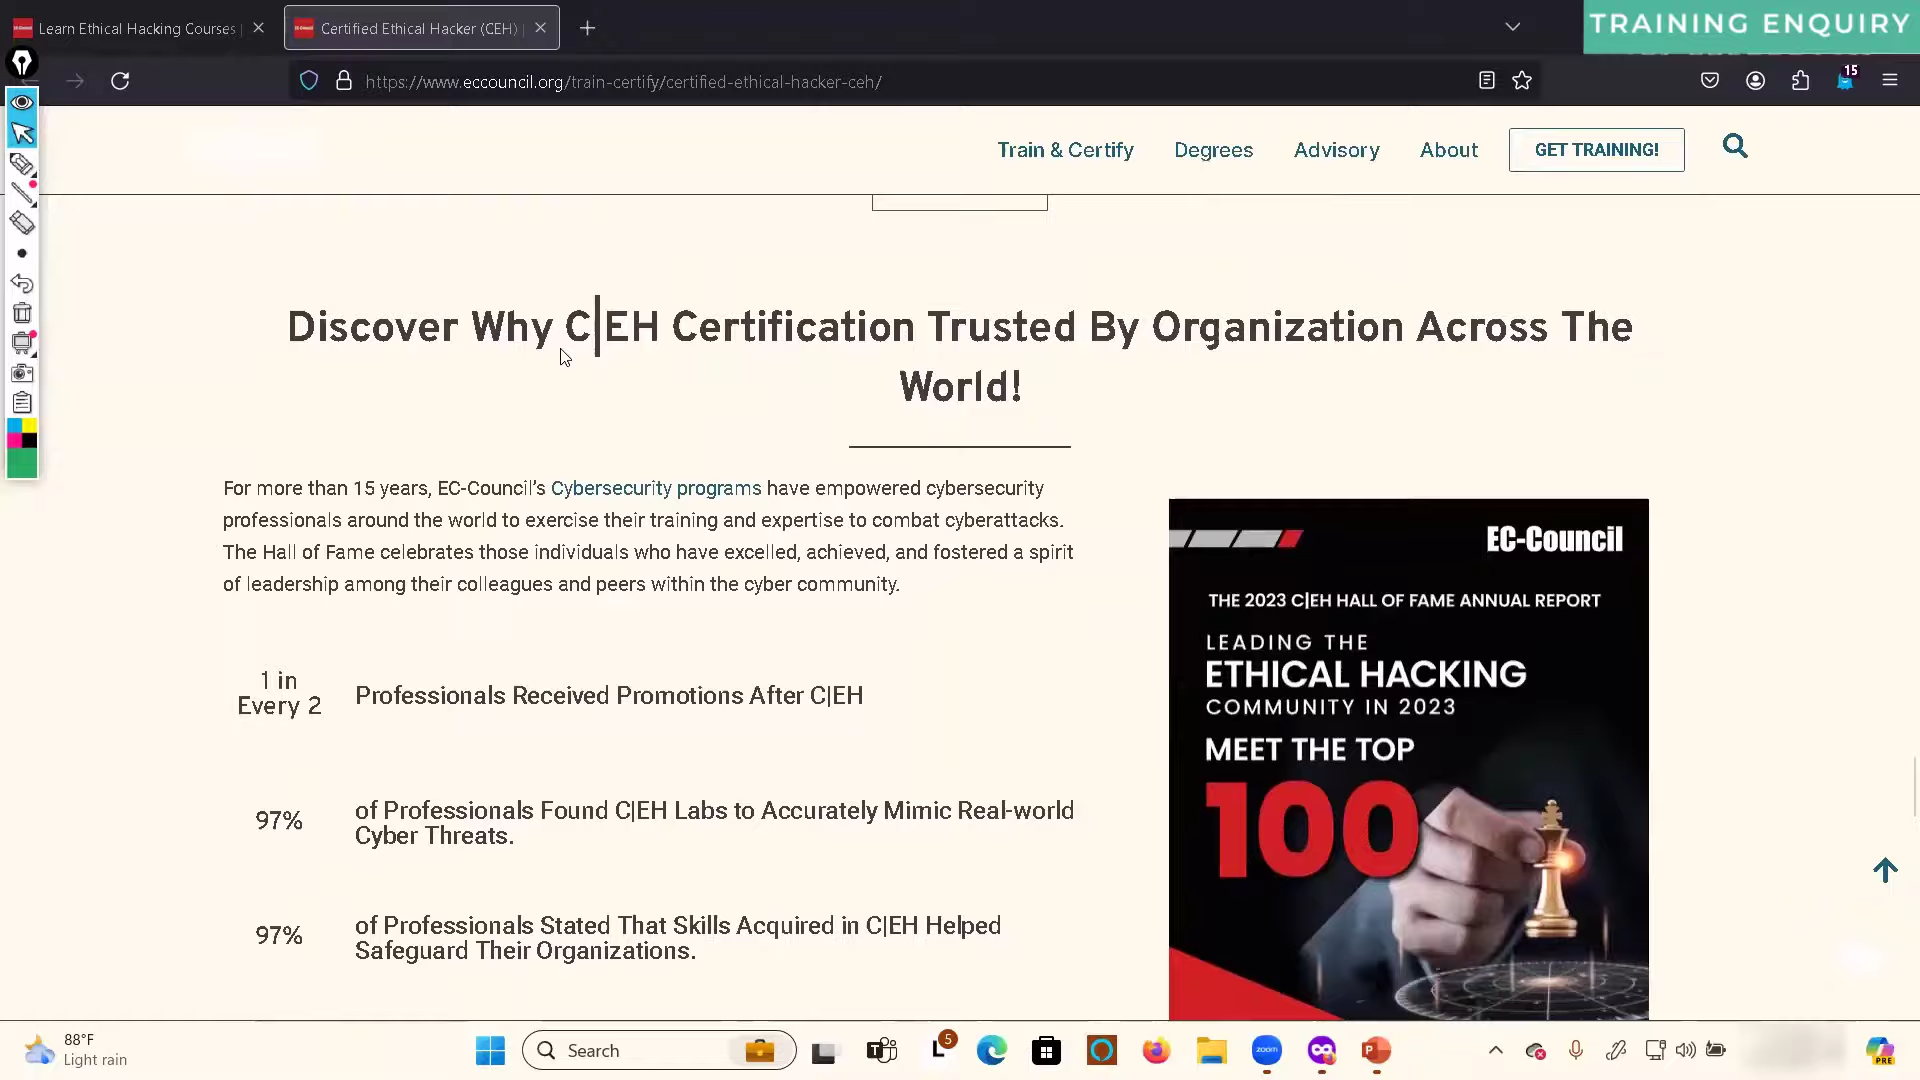 Learn Ethical Hacking Courses
Certified Ethical Hacker (CEH)
TRAINING ENQUIRY
https://www.eccouncil.org/train-certify/certified-ethical-hacker-ceh/
15
Train & Certify
Degrees
Advisory
About
GET TRAINING!
Discover Why C|EH Certification Trusted By Organization Across The
World!
For more than 15 years, EC-Council’s Cybersecurity programs have empowered cybersecurity
professionals around the world to exercise their training and expertise to combat cyberattacks.
The Hall of Fame celebrates those individuals who have excelled, achieved, and fostered a spirit
of leadership among their colleagues and peers within the cyber community.
1 in
Every 2
Professionals Received Promotions After C|EH
97%
of Professionals Found C|EH Labs to Accurately Mimic Real-world
Cyber Threats.
97%
of Professionals Stated That Skills Acquired in C|EH Helped
Safeguard Their Organizations.
EC-Council
THE 2023 C|EH HALL OF FAME ANNUAL REPORT
LEADING THE
ETHICAL HACKING
COMMUNITY IN 2023
MEET THE TOP
100
88°F
Light rain
Search
5
zoom
PRE